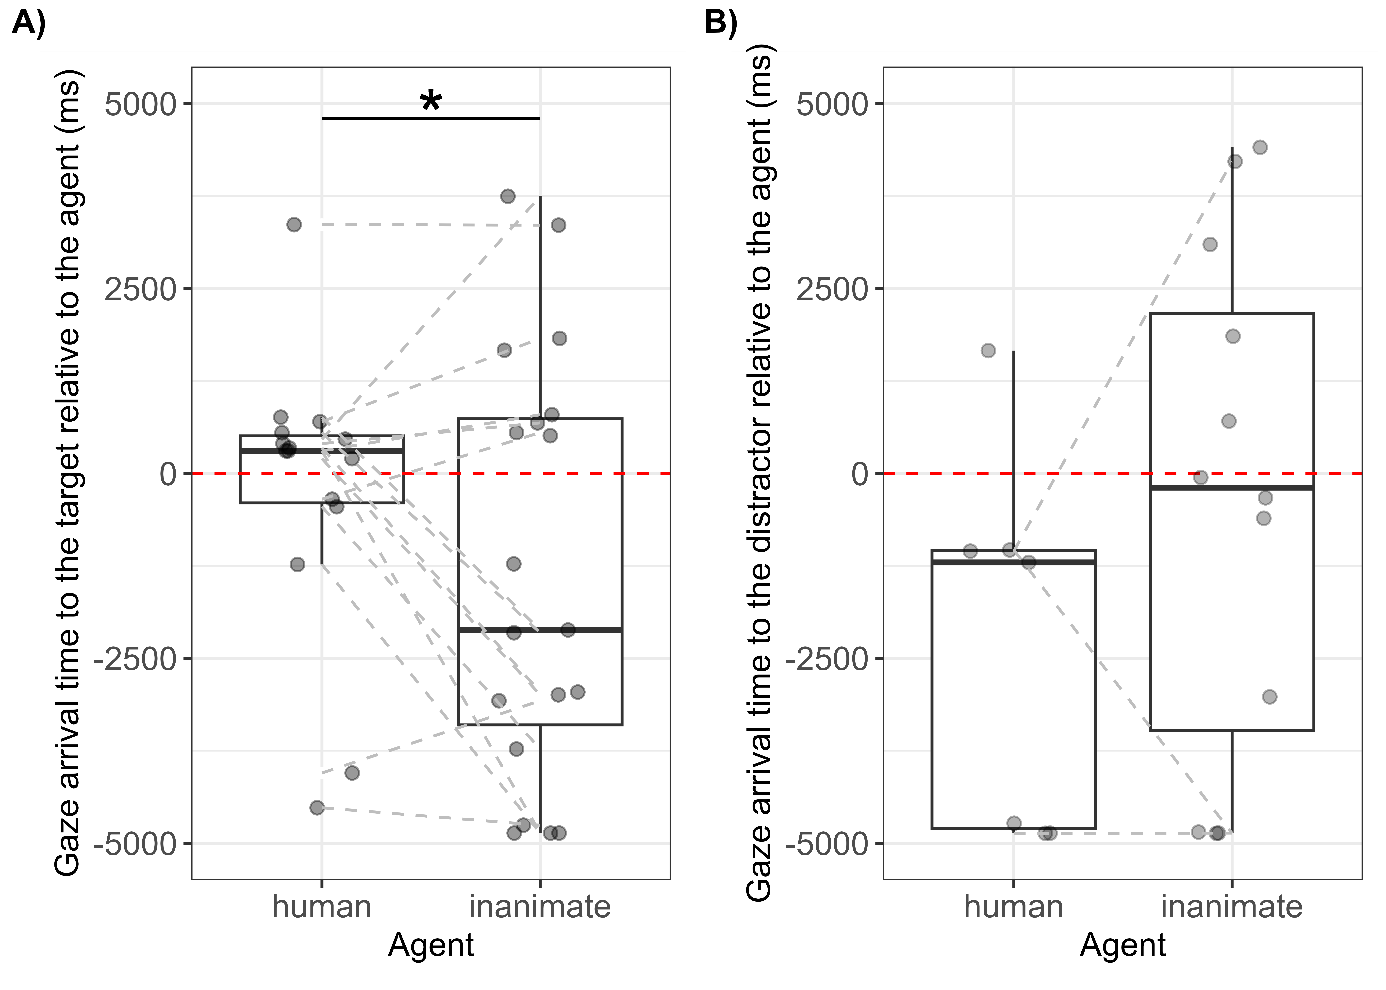 A)
Gaze arrival time to the target relative to the agent (ms)
5000
2500
0
-2500
-5000
*
human inanimate
Agent
B)
Gaze arrival time to the distractor relative to the agent (ms)
5000
2500
0
-2500
-5000
human inanimate
Agent